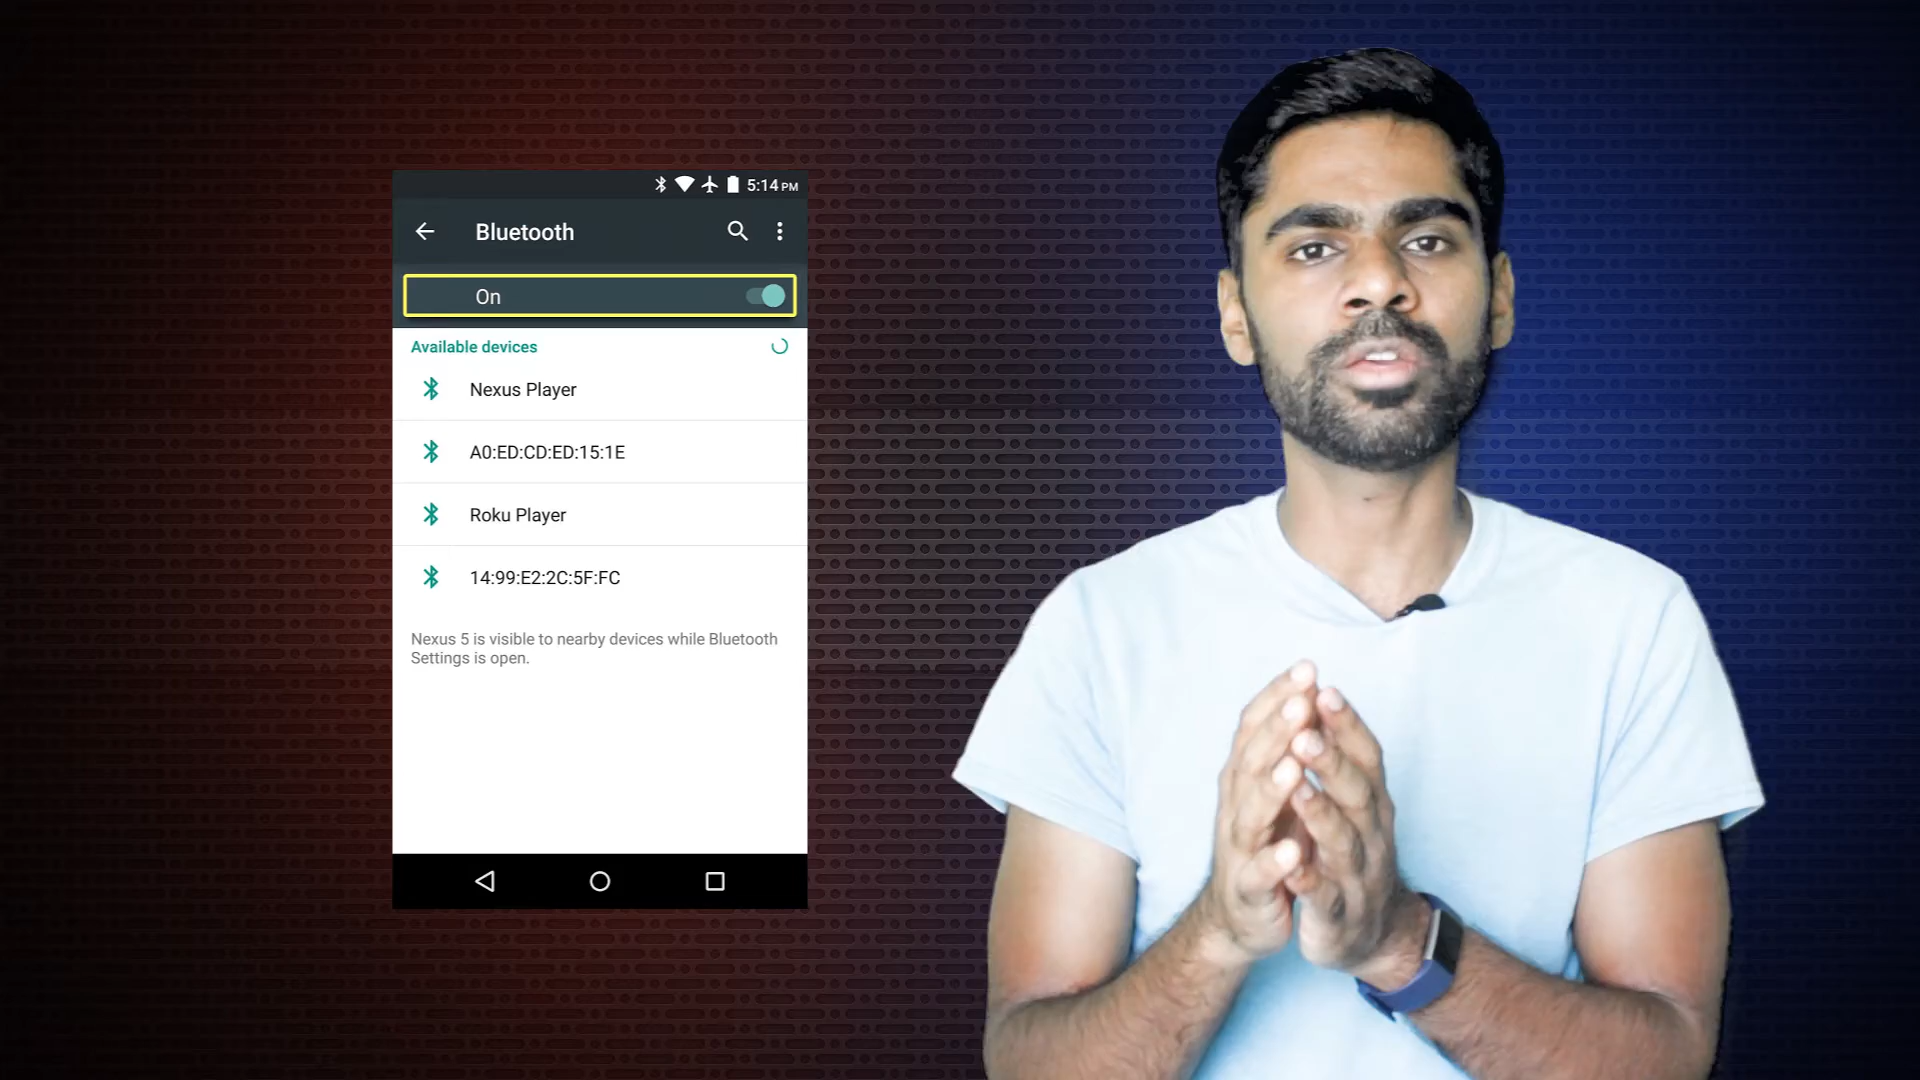 5:14 PM
Bluetooth
On
Available devices
Nexus Player
A0:ED:CD:ED:15:1E
Roku Player
14:99:E2:2C:5F:FC
Nexus 5 is visible to nearby devices while Bluetooth
Settings is open.